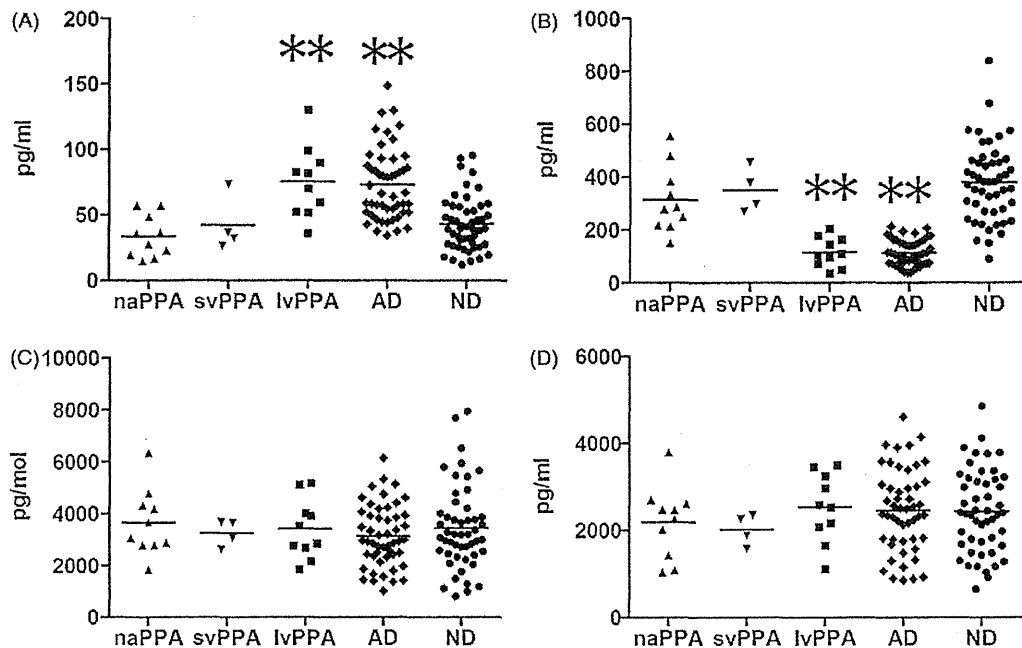 (A)
200
150
100
50
0
pg/ml
** **
naPPA svPPA lvPPA AD ND
(B)
1000
800
600
400
200
0
pg/ml
** **
naPPA svPPA lvPPA AD ND
(C)
10000
8000
6000
4000
2000
0
pg/mol
naPPA svPPA lvPPA AD ND
(D)
6000
4000
2000
0
pg/ml
naPPA svPPA lvPPA AD ND